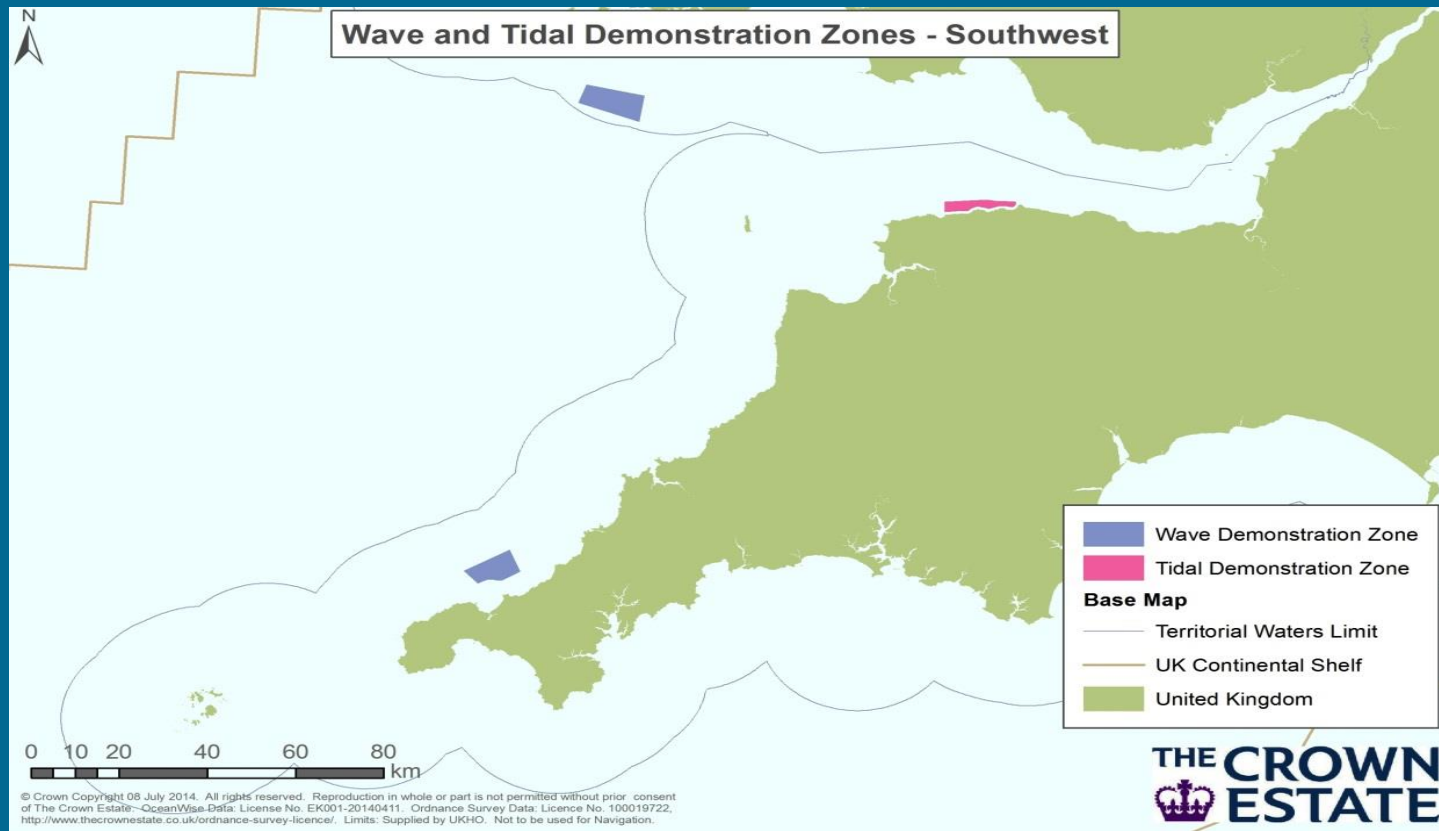 N
Wave and Tidal Demonstration Zones - Southwest
Wave Demonstration Zone
Tidal Demonstration Zone
Base Map
Territorial Waters Limit
UK Continental Shelf
United Kingdom
0 10 20 40 60 80
km
© Crown Copyright 08 July 2014. All rights reserved. Reproduction in whole or part is not permitted without prior consent
of The Crown Estate. OceanWise Data: License No. EK001-20140411. Ordnance Survey Data: Licence No. 100019722,
http://www.thecrownestate.co.uk/ordnance-survey-licence/. Limits: Supplied by UKHO. Not to be used for Navigation.
THE CROWN
ESTATE